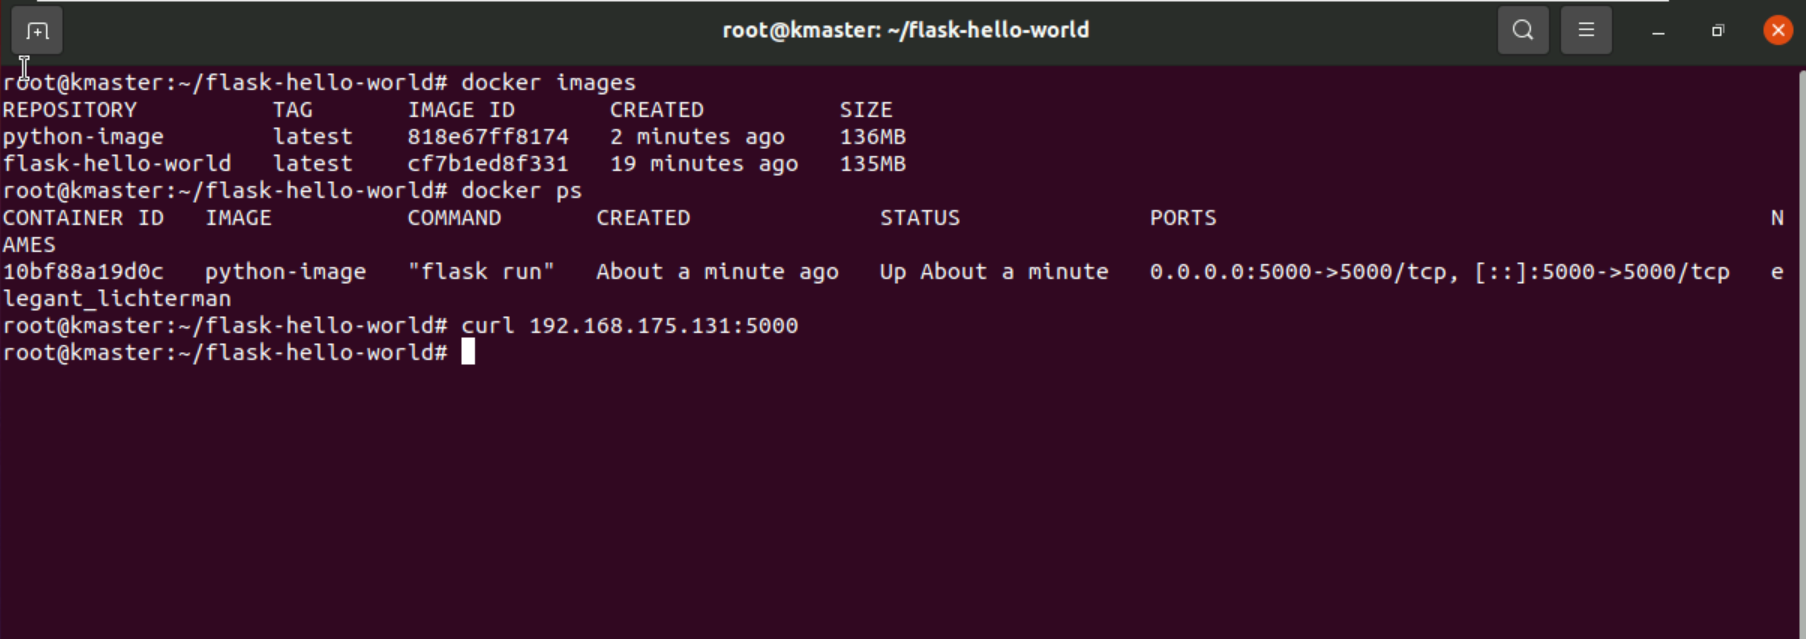 root@kmaster: ~/flask-hello-world
root@kmaster:~/flask-hello-world# docker images
REPOSITORY          TAG       IMAGE ID       CREATED          SIZE
python-image        latest    818e67ff8174   2 minutes ago    136MB
flask-hello-world   latest    cf7b1ed8f331   19 minutes ago   135MB
root@kmaster:~/flask-hello-world# docker ps
CONTAINER ID   IMAGE          COMMAND       CREATED              STATUS              PORTS                                         N
AMES
10bf88a19d0c   python-image   "flask run"   About a minute ago   Up About a minute   0.0.0.0:5000->5000/tcp, [::]:5000->5000/tcp   e
legant_lichterman
root@kmaster:~/flask-hello-world# curl 192.168.175.131:5000
root@kmaster:~/flask-hello-world#